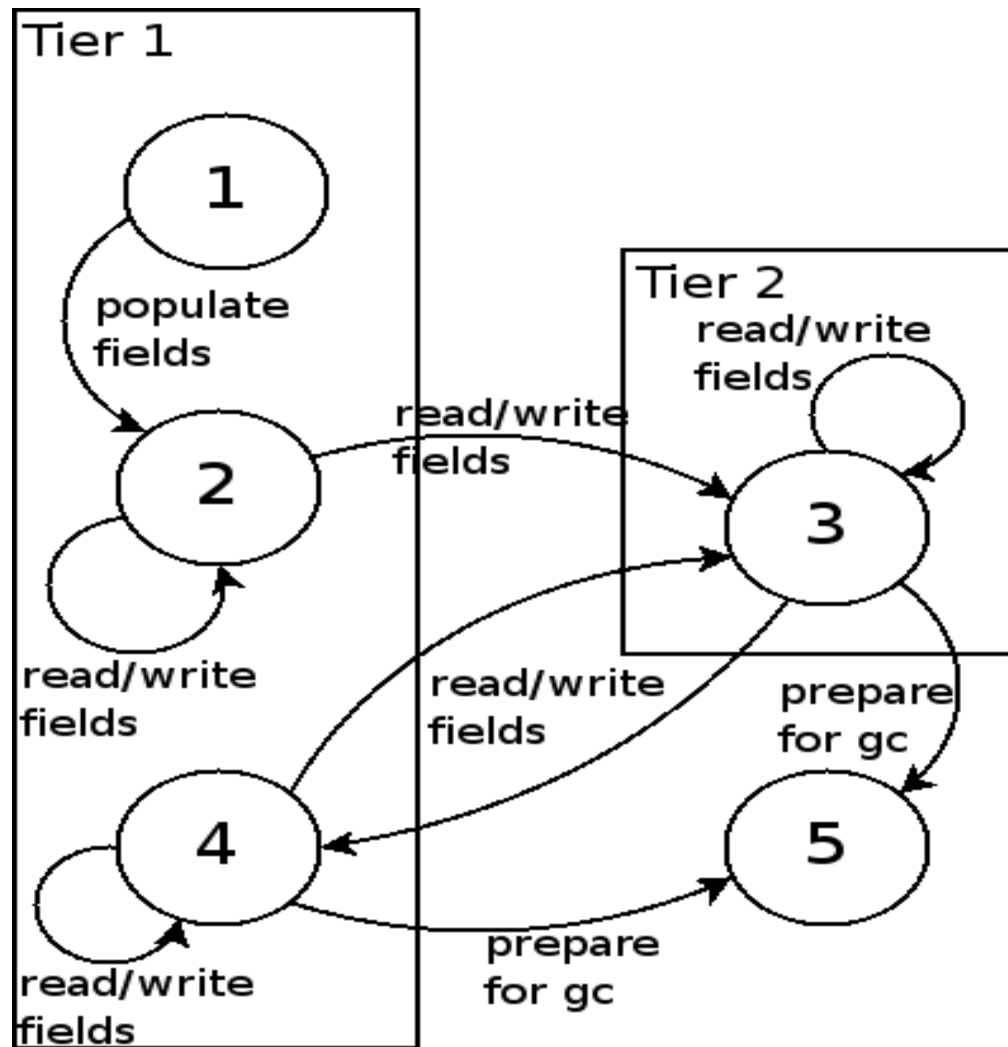 Tier 1
1
populate
fields
Tier 2
read/write
fields
read/write
fields
2
3
read/write
fields
read/write
fields
prepare
for gc
4
5
prepare
for gc
read/write
fields